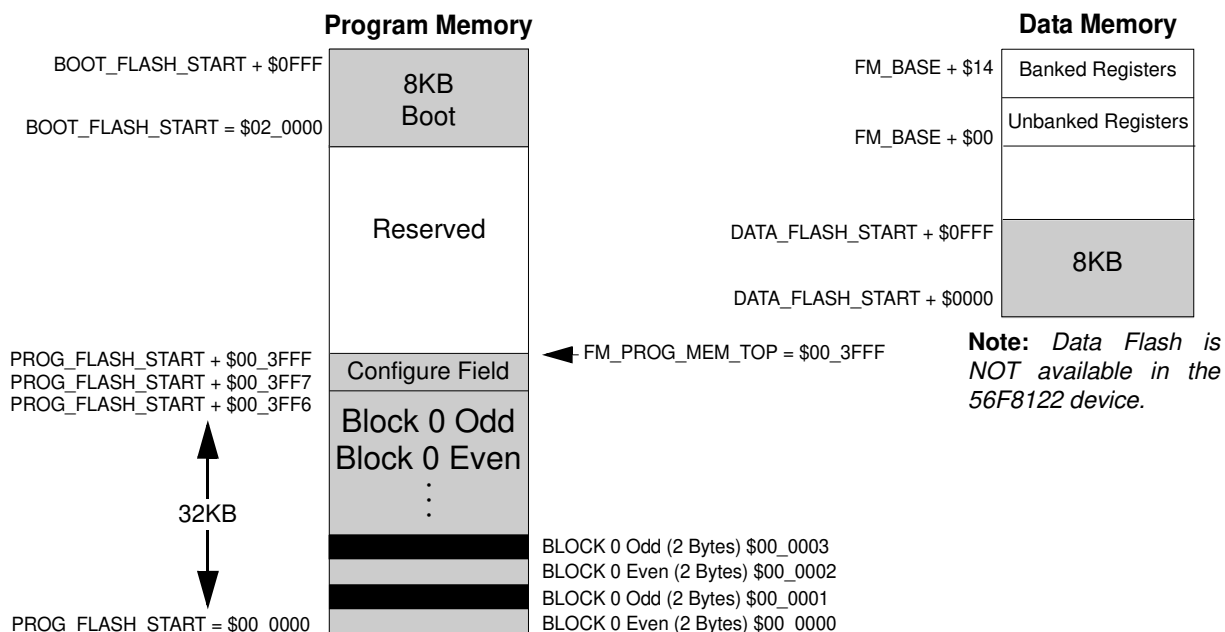 Program Memory
BOOT_FLASH_START + $0FFF
BOOT_FLASH_START = $02_0000
8KB
Boot
Reserved
PROG_FLASH_START + $00_3FFF
PROG_FLASH_START + $00_3FF7
PROG_FLASH_START + $00_3FF6
Configure Field
FM_PROG_MEM_TOP = $00_3FFF
Block 0 Odd
Block 0 Even
32KB
BLOCK 0 Odd (2 Bytes) $00_0003
BLOCK 0 Even (2 Bytes) $00_0002
BLOCK 0 Odd (2 Bytes) $00_0001
BLOCK 0 Even (2 Bytes) $00_0000
PROG_FLASH_START = $00_0000
Data Memory
FM_BASE + $14
Banked Registers
Unbanked Registers
FM_BASE + $00
DATA_FLASH_START + $0FFF
8KB
DATA_FLASH_START + $0000
Note: Data Flash is
NOT available in the
56F8122 device.